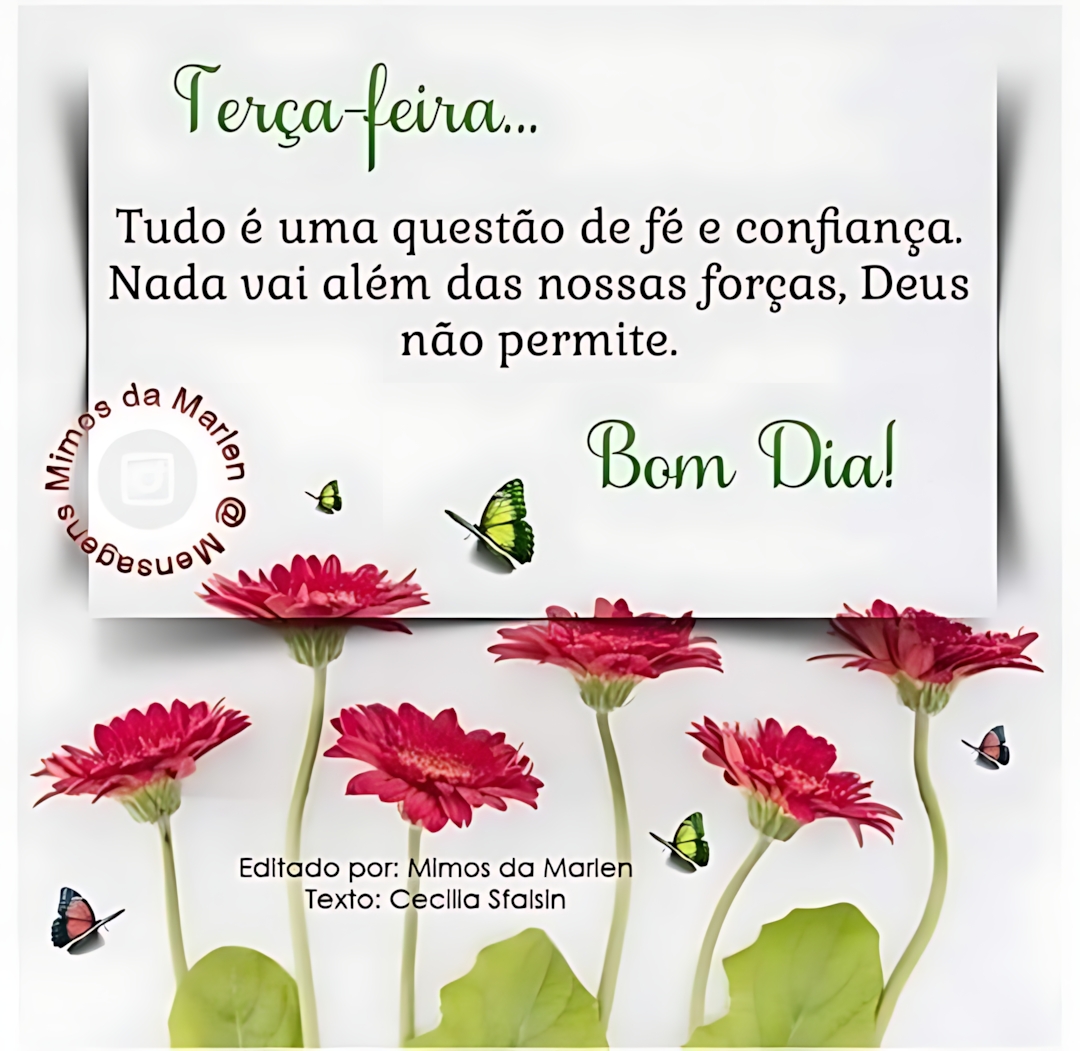 Terça-feira...
Tudo é uma questão de fé e confiança.
Nada vai além das nossas forças, Deus
não permite.
Mimos da Marlen @ Mensagens
Bom Dia!
Editado por: Mimos da Marlen
Texto: Cecilia Sfalsin